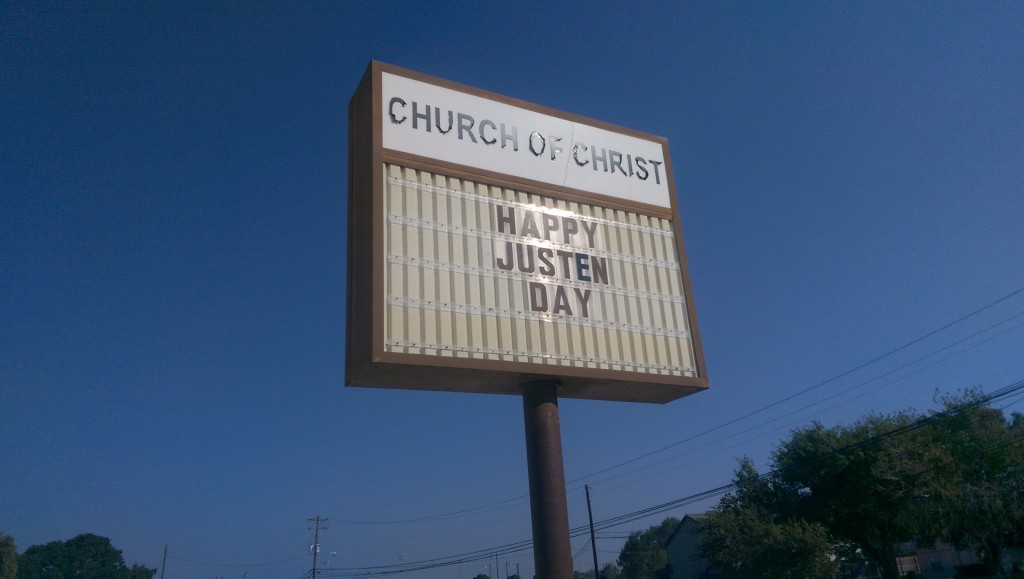 CHURCH OF CHRIST
HAPPY
JUSTEN
DAY